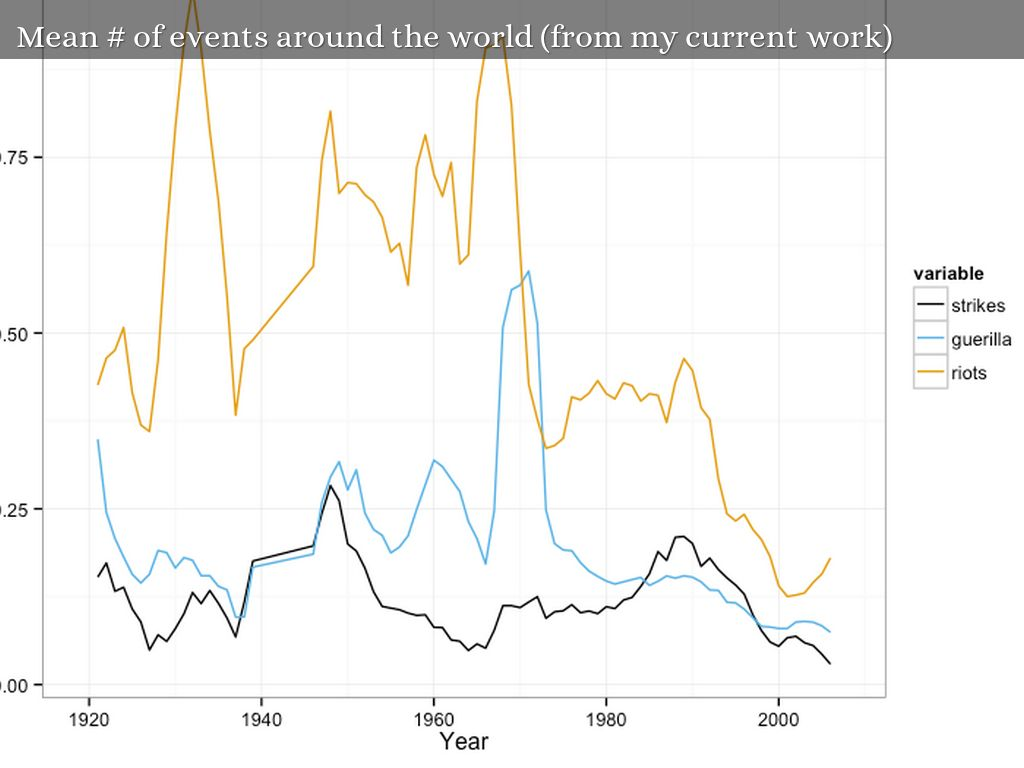 Mean # of events around the world (from my current work)
.75
.50
.25
.00
1920 1940 1960 1980 2000
Year
variable
strikes
guerilla
riots